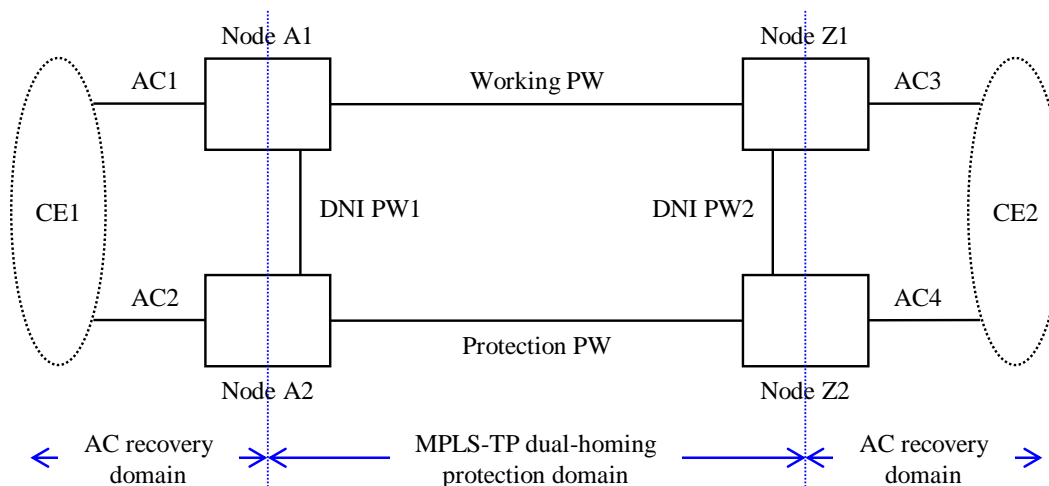 Node A1
Node Z1
AC1
Working PW
AC3
CE1
DNI PW1
DNI PW2
CE2
AC2
Protection PW
AC4
Node A2
Node Z2
AC recovery
domain
MPLS-TP dual-homing
protection domain
AC recovery
domain